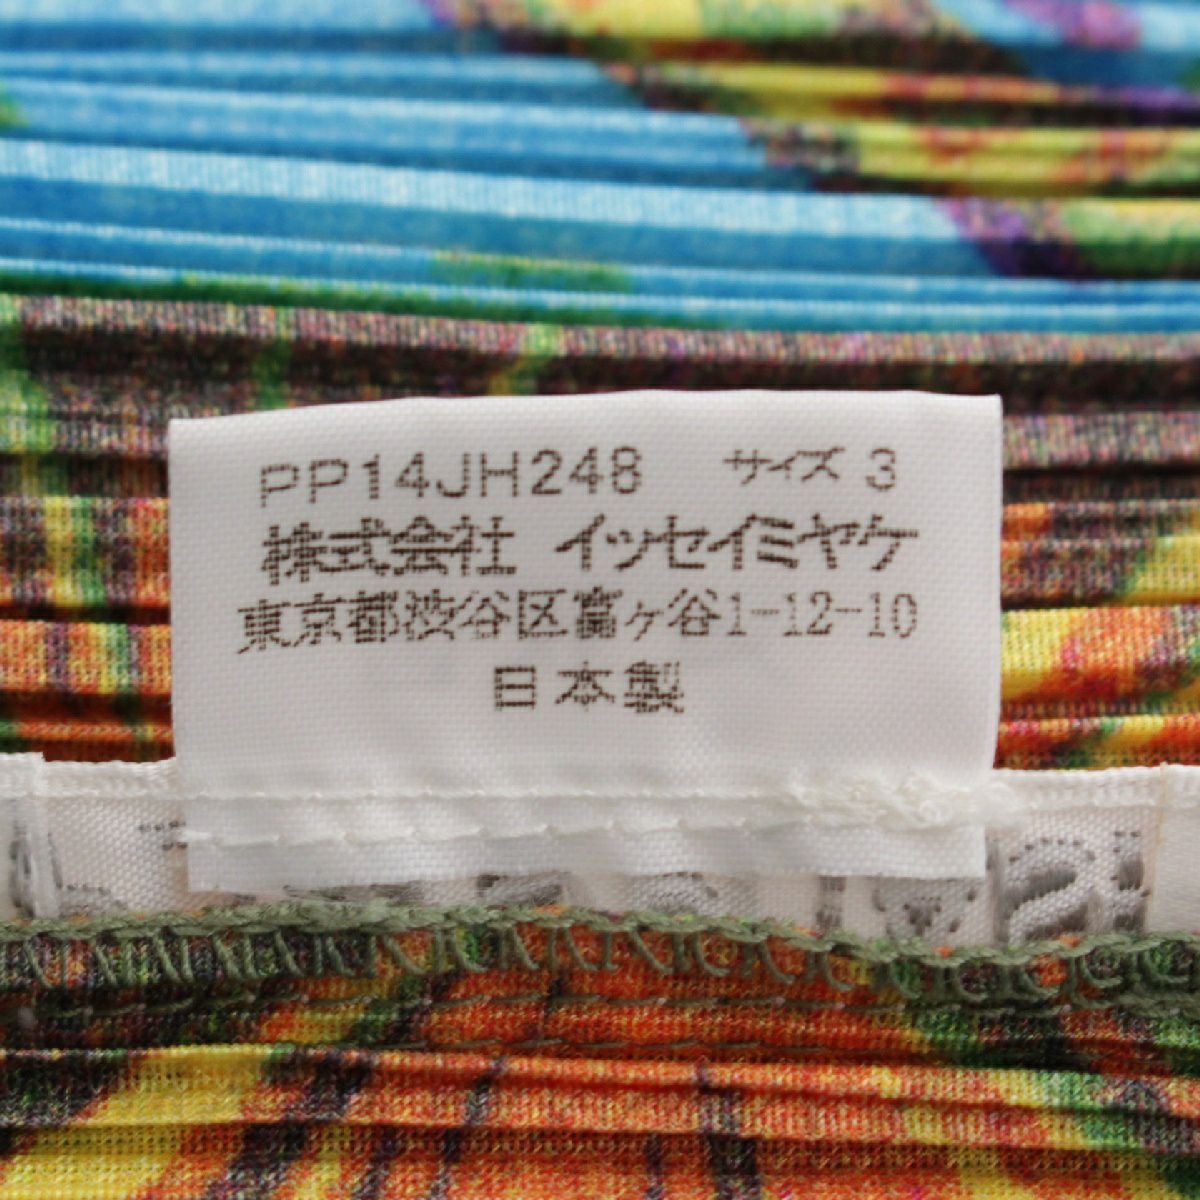 PP14JH248 サイズ 3
株式会社 イッセイミヤケ
東京都渋谷区富ヶ谷1-12-10
日本製